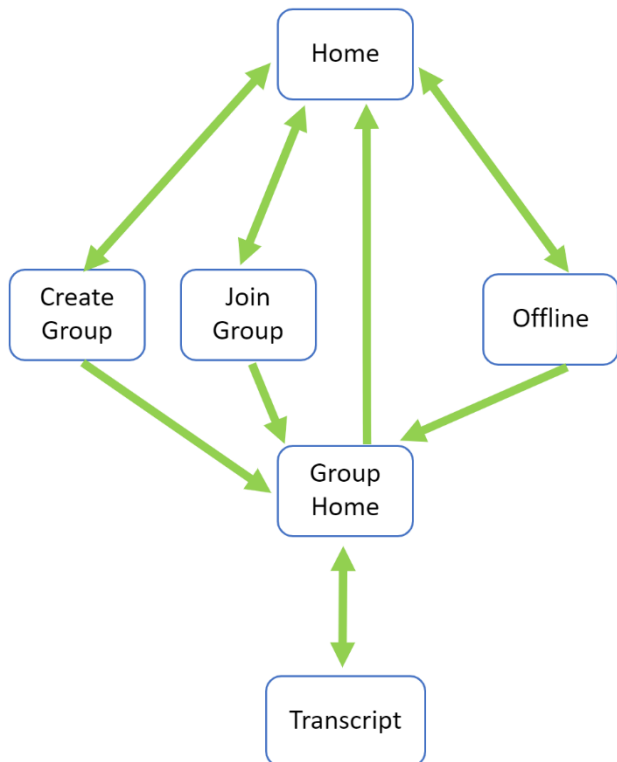 Home
Create
Group
Join
Group
Offline
Group
Home
Transcript